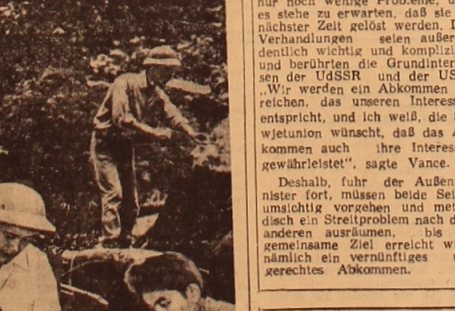 nur noch wenige Probleme, u
es stehe zu erwarten, daß sie
nächster Zeit gelöst werden. D
Verhandlungen seien außer
dentlich wichtig und komplizi
und berührten die Grundinter
sen der UdSSR und der US
„Wir werden ein Abkommen
reichen, das unseren Interess
entspricht, und ich weiß, die S
wjetunion wünscht, daß das A
kommen auch ihre Interes
gewährleistet“, sagte Vance.
Deshalb, fuhr der Außen
nister fort, müssen beide Sei
umsichtig vorgehen und met
disch ein Streitproblem nach d
anderen ausräumen, bis
gemeinsame Ziel erreicht wi
nämlich ein vernünftiges
gerechtes Abkommen.